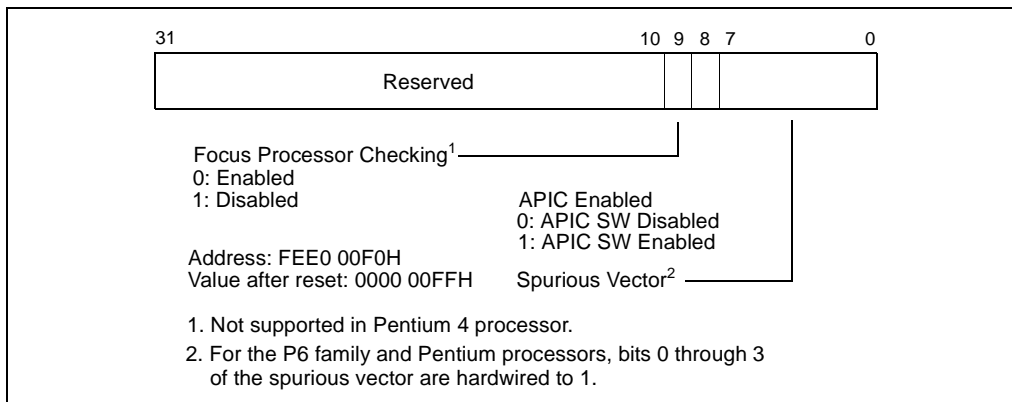 31 10 9 8 7 0
Reserved
Focus Processor Checking1
0: Enabled
1: Disabled
APIC Enabled
0: APIC SW Disabled
1: APIC SW Enabled
Address: FEE0 00F0H
Value after reset: 0000 00FFH
Spurious Vector2
1. Not supported in Pentium 4 processor.
2. For the P6 family and Pentium processors, bits 0 through 3
of the spurious vector are hardwired to 1.